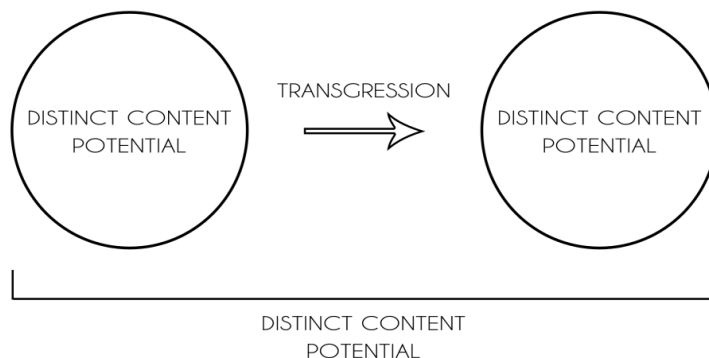 TRANSGRESSION
DISTINCT CONTENT
POTENTIAL
DISTINCT CONTENT
POTENTIAL
DISTINCT CONTENT
POTENTIAL